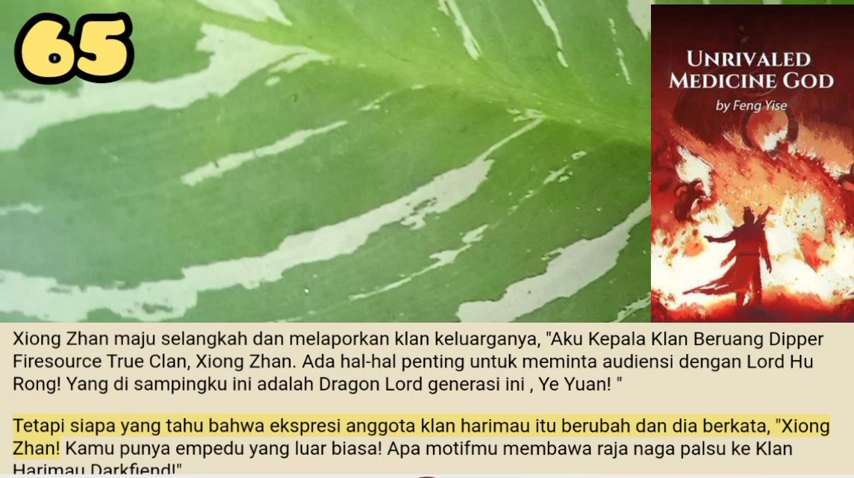 65
UNRIVALED
MEDICINE GOD
by Feng Yise
Xiong Zhan maju selangkah dan melaporkan klan keluarganya, "Aku Kepala Klan Beruang Dipper
Firesource True Clan, Xiong Zhan. Ada hal-hal penting untuk meminta audiensi dengan Lord Hu
Rong! Yang di sampingku ini adalah Dragon Lord generasi ini , Ye Yuan! "
Tetapi siapa yang tahu bahwa ekspresi anggota klan harimau itu berubah dan dia berkata, "Xiong
Zhan! Kamu punya empedu yang luar biasa! Apa motifmu membawa raja naga palsu ke Klan
Harimau Darkfiend!"